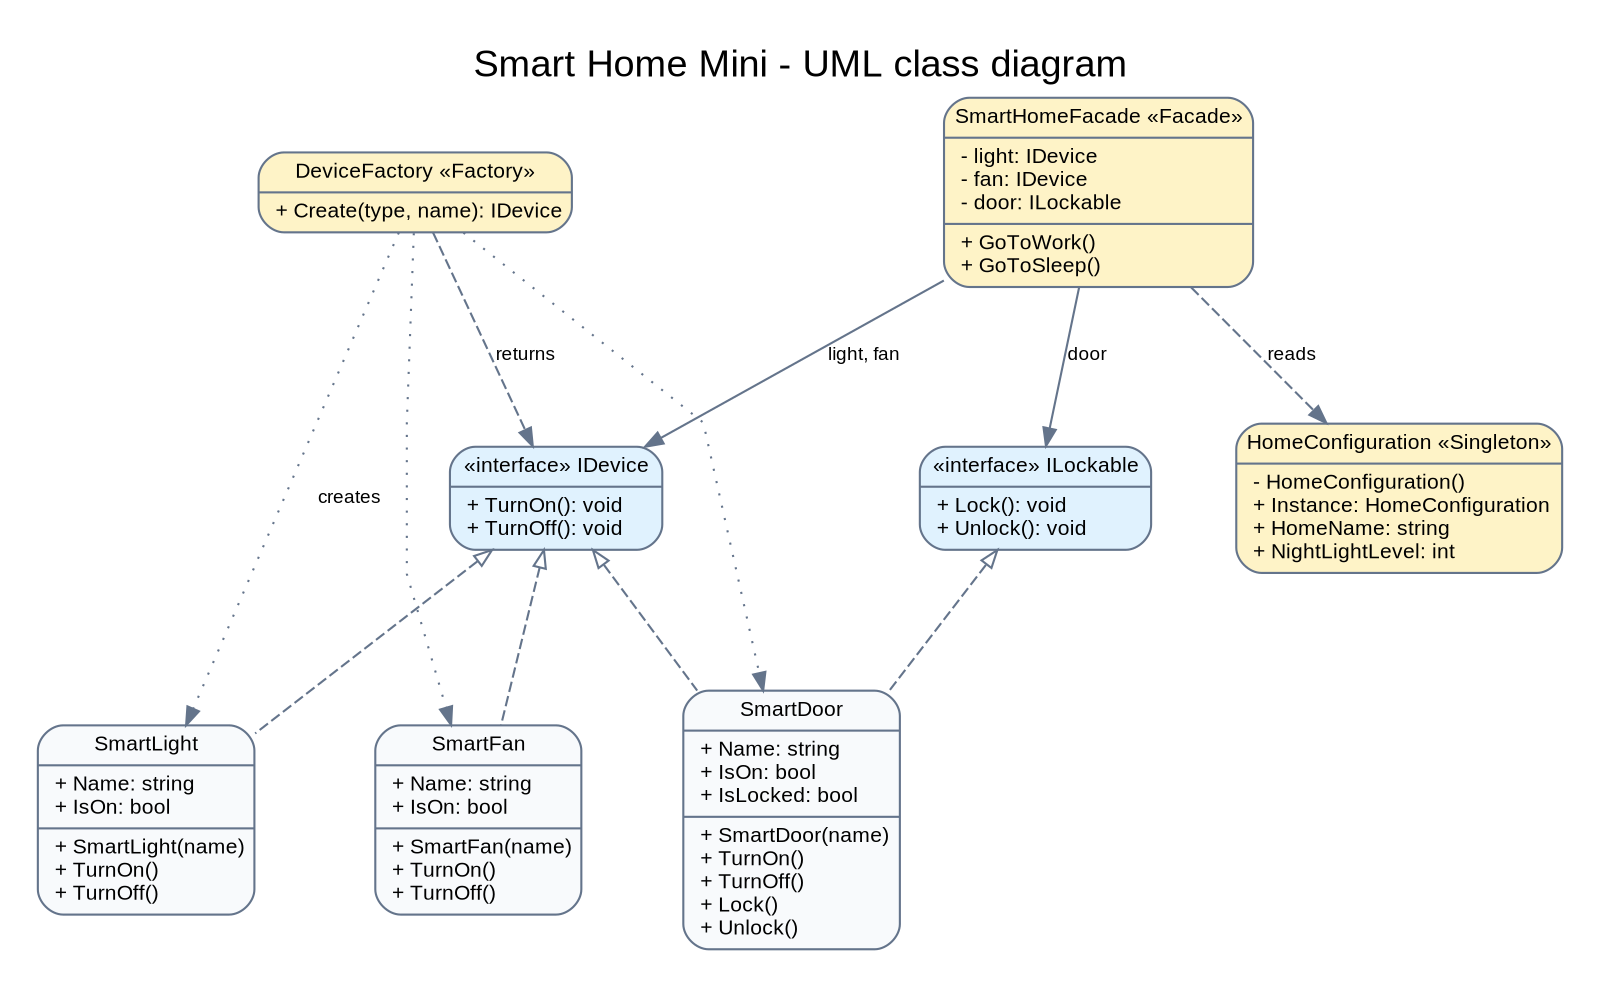 Smart Home Mini - UML class diagram
SmartHomeFacade «Facade»
- light: IDevice
- fan: IDevice
- door: ILockable
+ GoToWork()
+ GoToSleep()
DeviceFactory «Factory»
+ Create(type, name): IDevice
returns
light, fan
door
reads
creates
«interface» IDevice
+ TurnOn(): void
+ TurnOff(): void
«interface» ILockable
+ Lock(): void
+ Unlock(): void
HomeConfiguration «Singleton»
- HomeConfiguration()
+ Instance: HomeConfiguration
+ HomeName: string
+ NightLightLevel: int
SmartLight
+ Name: string
+ IsOn: bool
+ SmartLight(name)
+ TurnOn()
+ TurnOff()
SmartFan
+ Name: string
+ IsOn: bool
+ SmartFan(name)
+ TurnOn()
+ TurnOff()
SmartDoor
+ Name: string
+ IsOn: bool
+ IsLocked: bool
+ SmartDoor(name)
+ TurnOn()
+ TurnOff()
+ Lock()
+ Unlock()